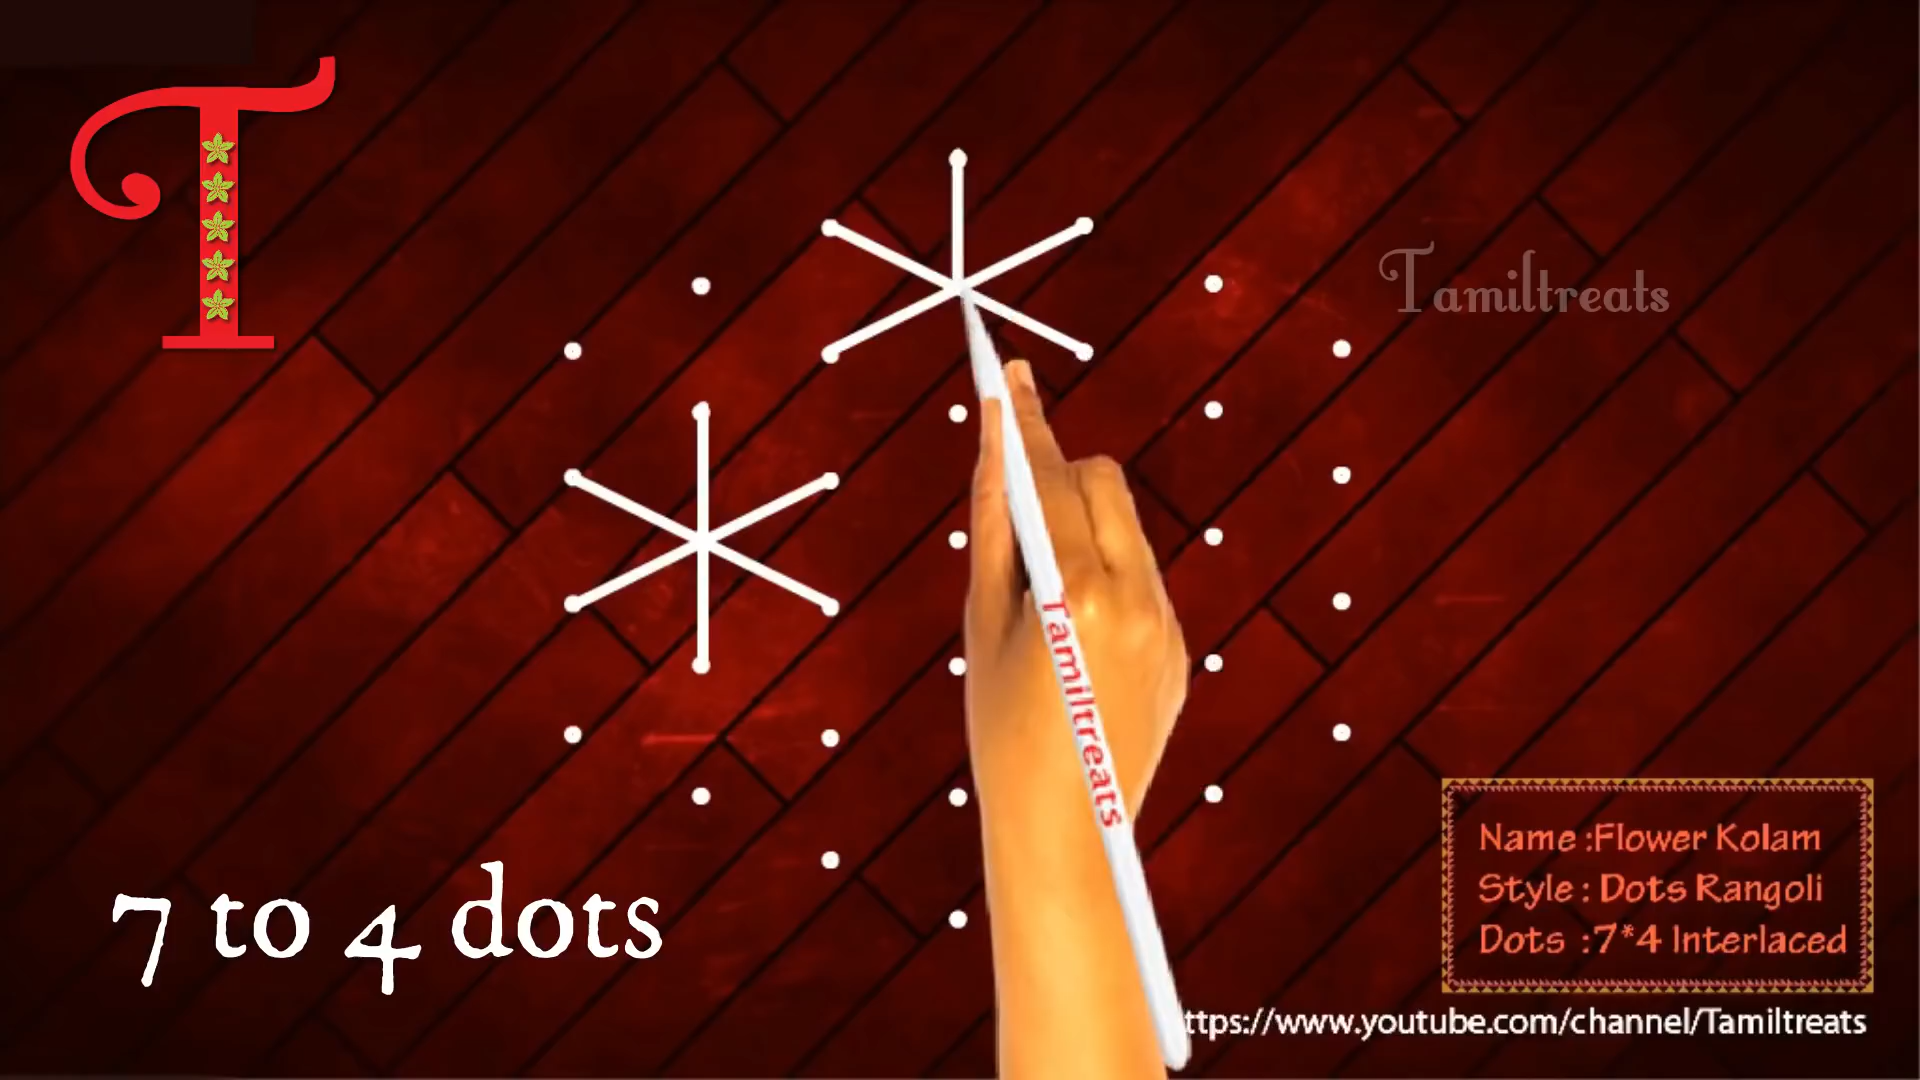 T
Tamiltreats
Tamiltreats
7 to 4 dots
Name :Flower Kolam
Style : Dots Rangoli
Dots :7*4 Interlaced
ttps://www.youtube.com/channel/Tamiltreats